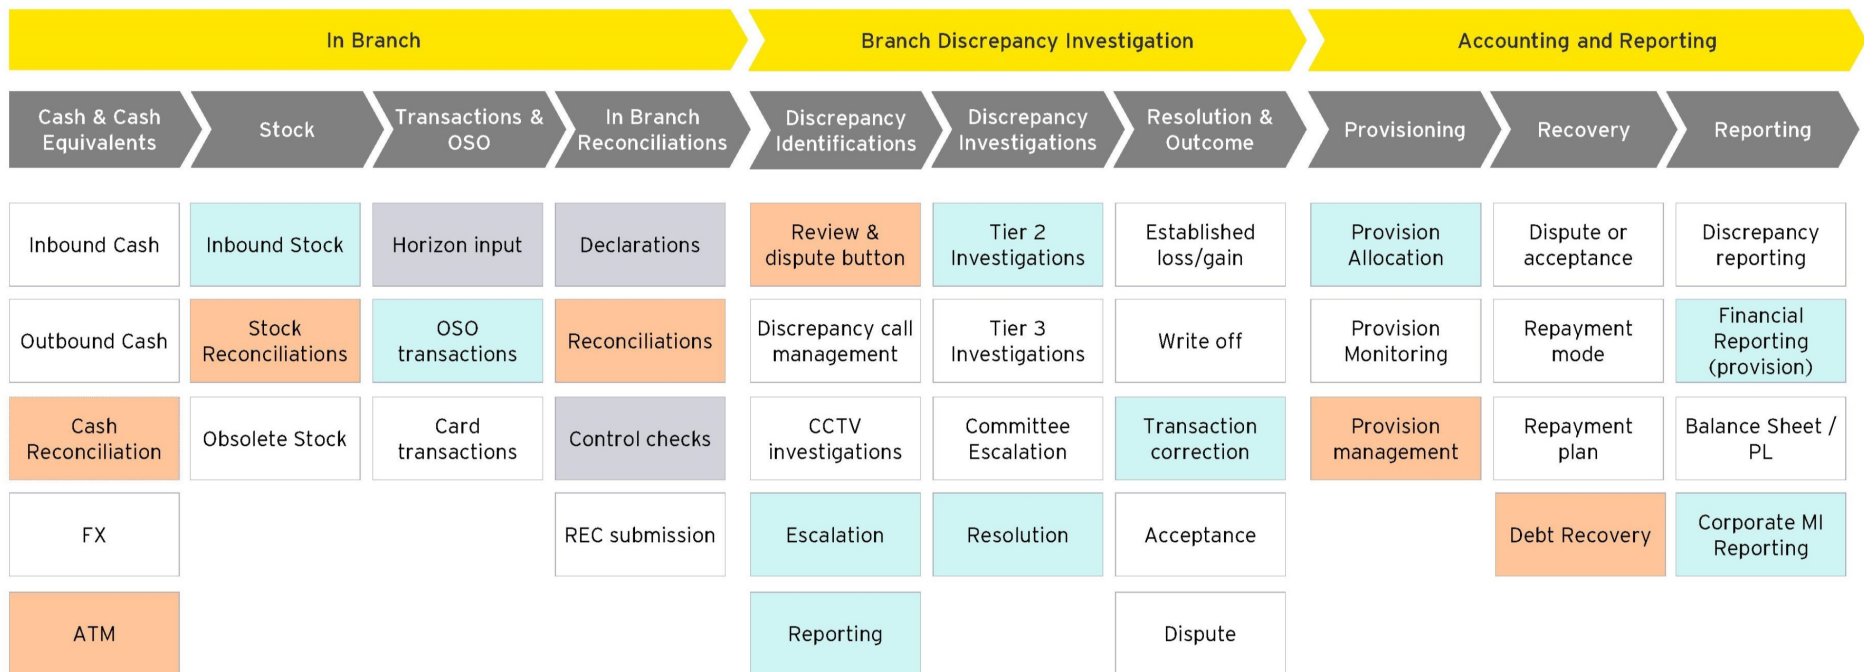 In Branch
Branch Discrepancy Investigation
Accounting and Reporting
Cash & Cash
Equivalents
Stock
Transactions &
OSO
In Branch
Reconciliations
Discrepancy
Identifications
Discrepancy
Investigations
Resolution &
Outcome
Provisioning
Recovery
Reporting
Inbound Cash
Inbound Stock
Horizon input
Declarations
Review &
dispute button
Tier 2
Investigations
Established
loss/gain
Provision
Allocation
Dispute or
acceptance
Discrepancy
reporting
Outbound Cash
Stock
Reconciliations
OSO
transactions
Reconciliations
Discrepancy call
management
Tier 3
Investigations
Write off
Provision
Monitoring
Repayment
mode
Financial
Reporting
(provision)
Cash
Reconciliation
Obsolete Stock
Card
transactions
Control checks
CCTV
investigations
Committee
Escalation
Transaction
correction
Provision
management
Repayment
plan
Balance Sheet /
PL
FX
REC submission
Escalation
Resolution
Acceptance
Debt Recovery
Corporate MI
Reporting
ATM
Reporting
Dispute